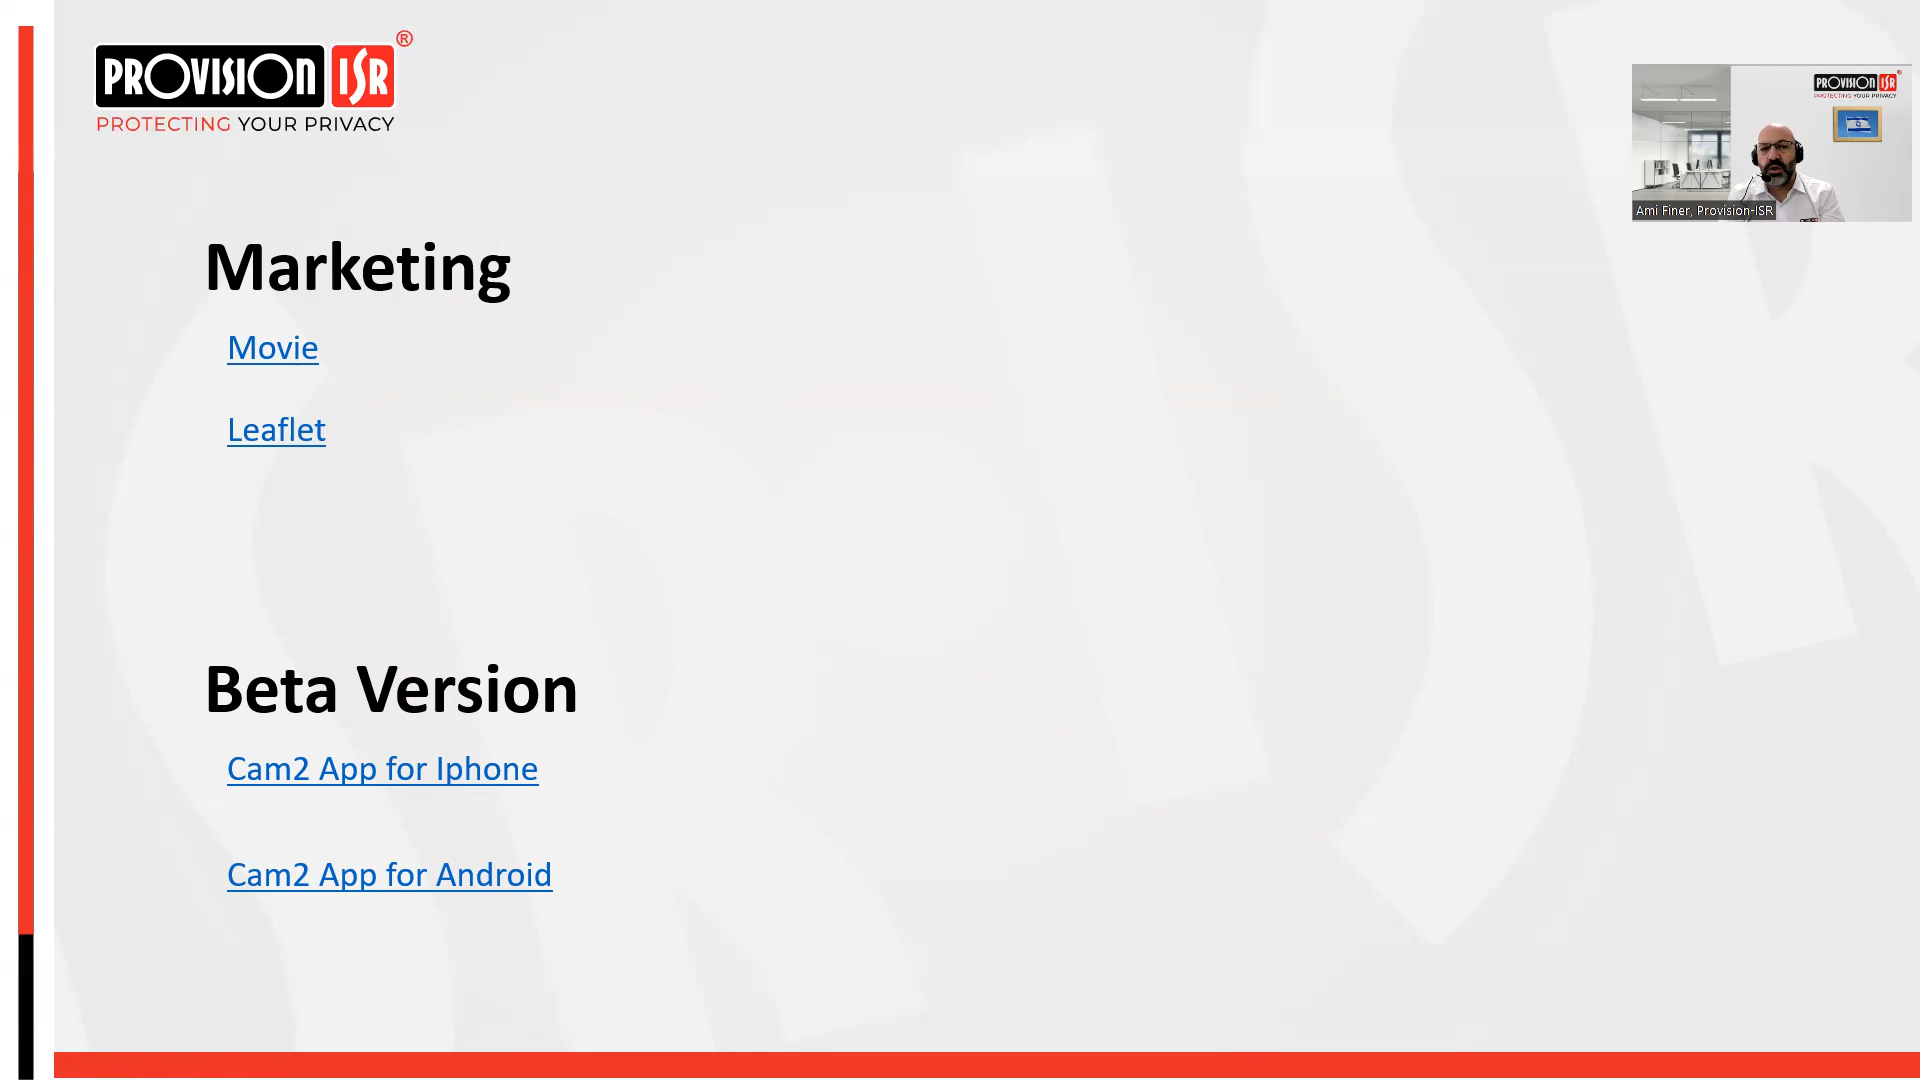 PROVISION ISR®
PROTECTING YOUR PRIVACY
PROVISION ISR
PROTECTING YOUR PRIVACY
Ami Finer, Provision-ISR
Marketing
Movie
Leaflet
Beta Version
Cam2 App for Iphone
Cam2 App for Android